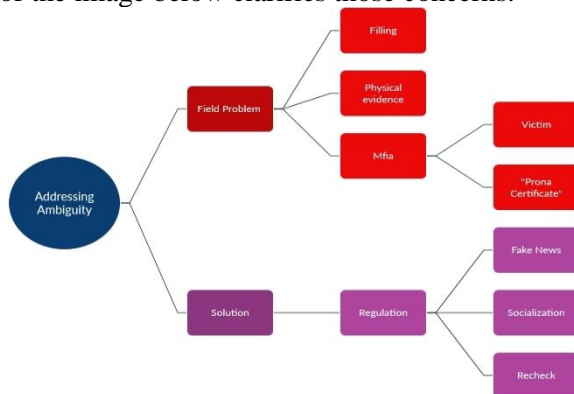 of the image below clarifies those concerns.
Filling
Field Problem
Physical
evidence
Victim
Mfia
Addressing
Ambiguity
"Prona
Certificate"
Fake News
Solution
Regulation
Socialization
Recheck